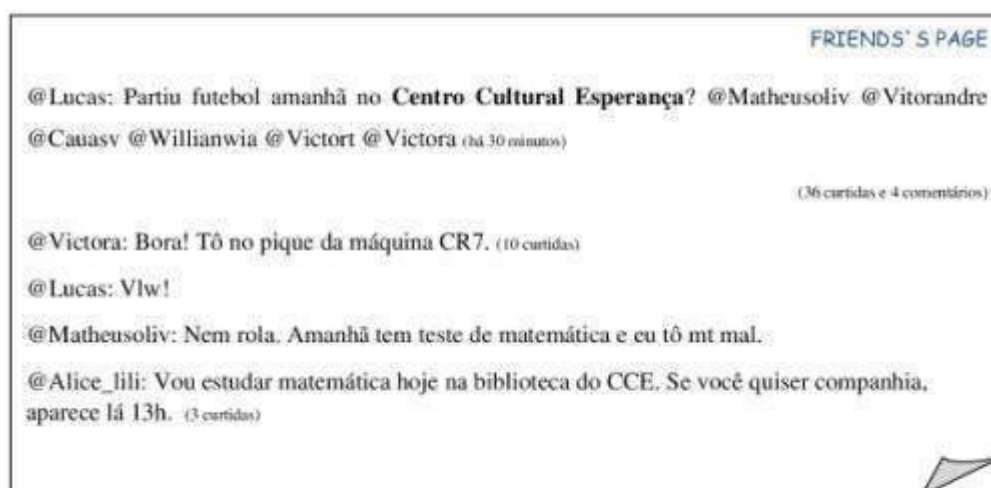 FRIENDS`S PAGE
@Lucas: Partiu futebol amanhã no Centro Cultural Esperança? @Matheusoliv @Vitorandre
@Cauasv @Willianwia @Victort @Victora (há 30 minutos)
(36 curtidas e 4 comentários)
@Victora: Bora! Tô no pique da máquina CR7. (10 curtidas)
@Lucas: Vlw!
@Matheusoliv: Nem rola. Amanhã tem teste de matemática e eu tô mt mal.
@Alice_lili: Vou estudar matemática hoje na biblioteca do CCE. Se você quiser companhia,
aparece lá 13h. (3 curtidas)